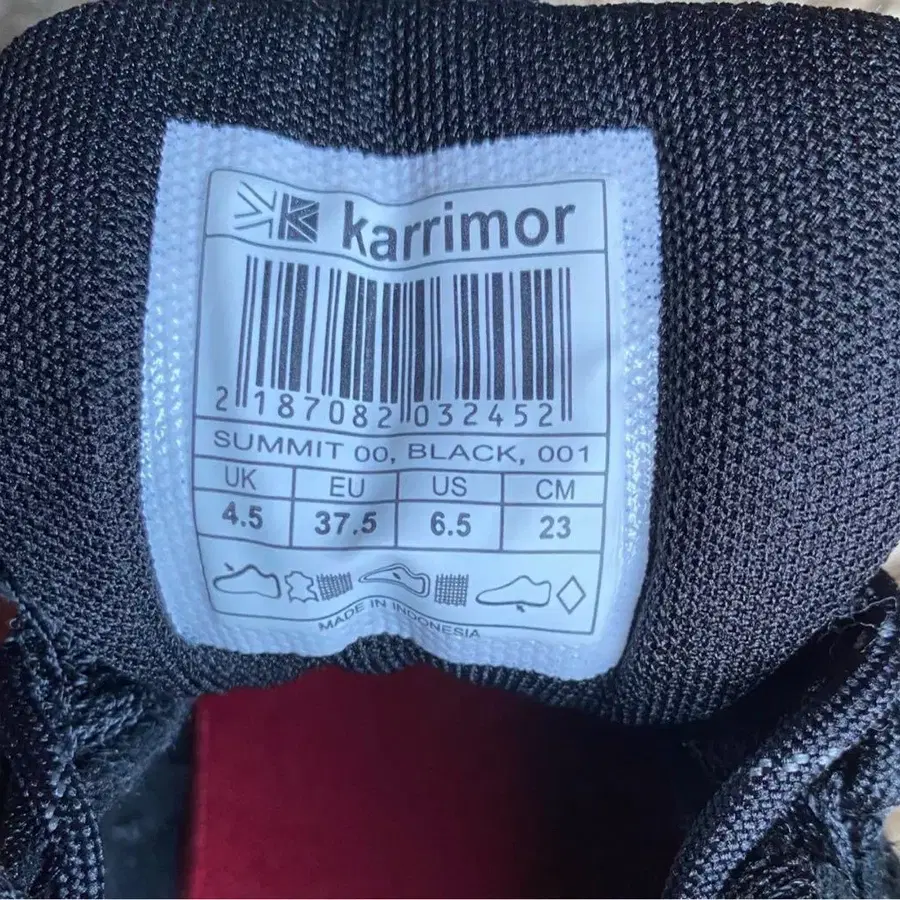 karrimor
2 187082 032452
SUMMIT 00, BLACK, 001
UK EU US CM
4.5 37.5 6.5 23
MADE IN INDONESIA